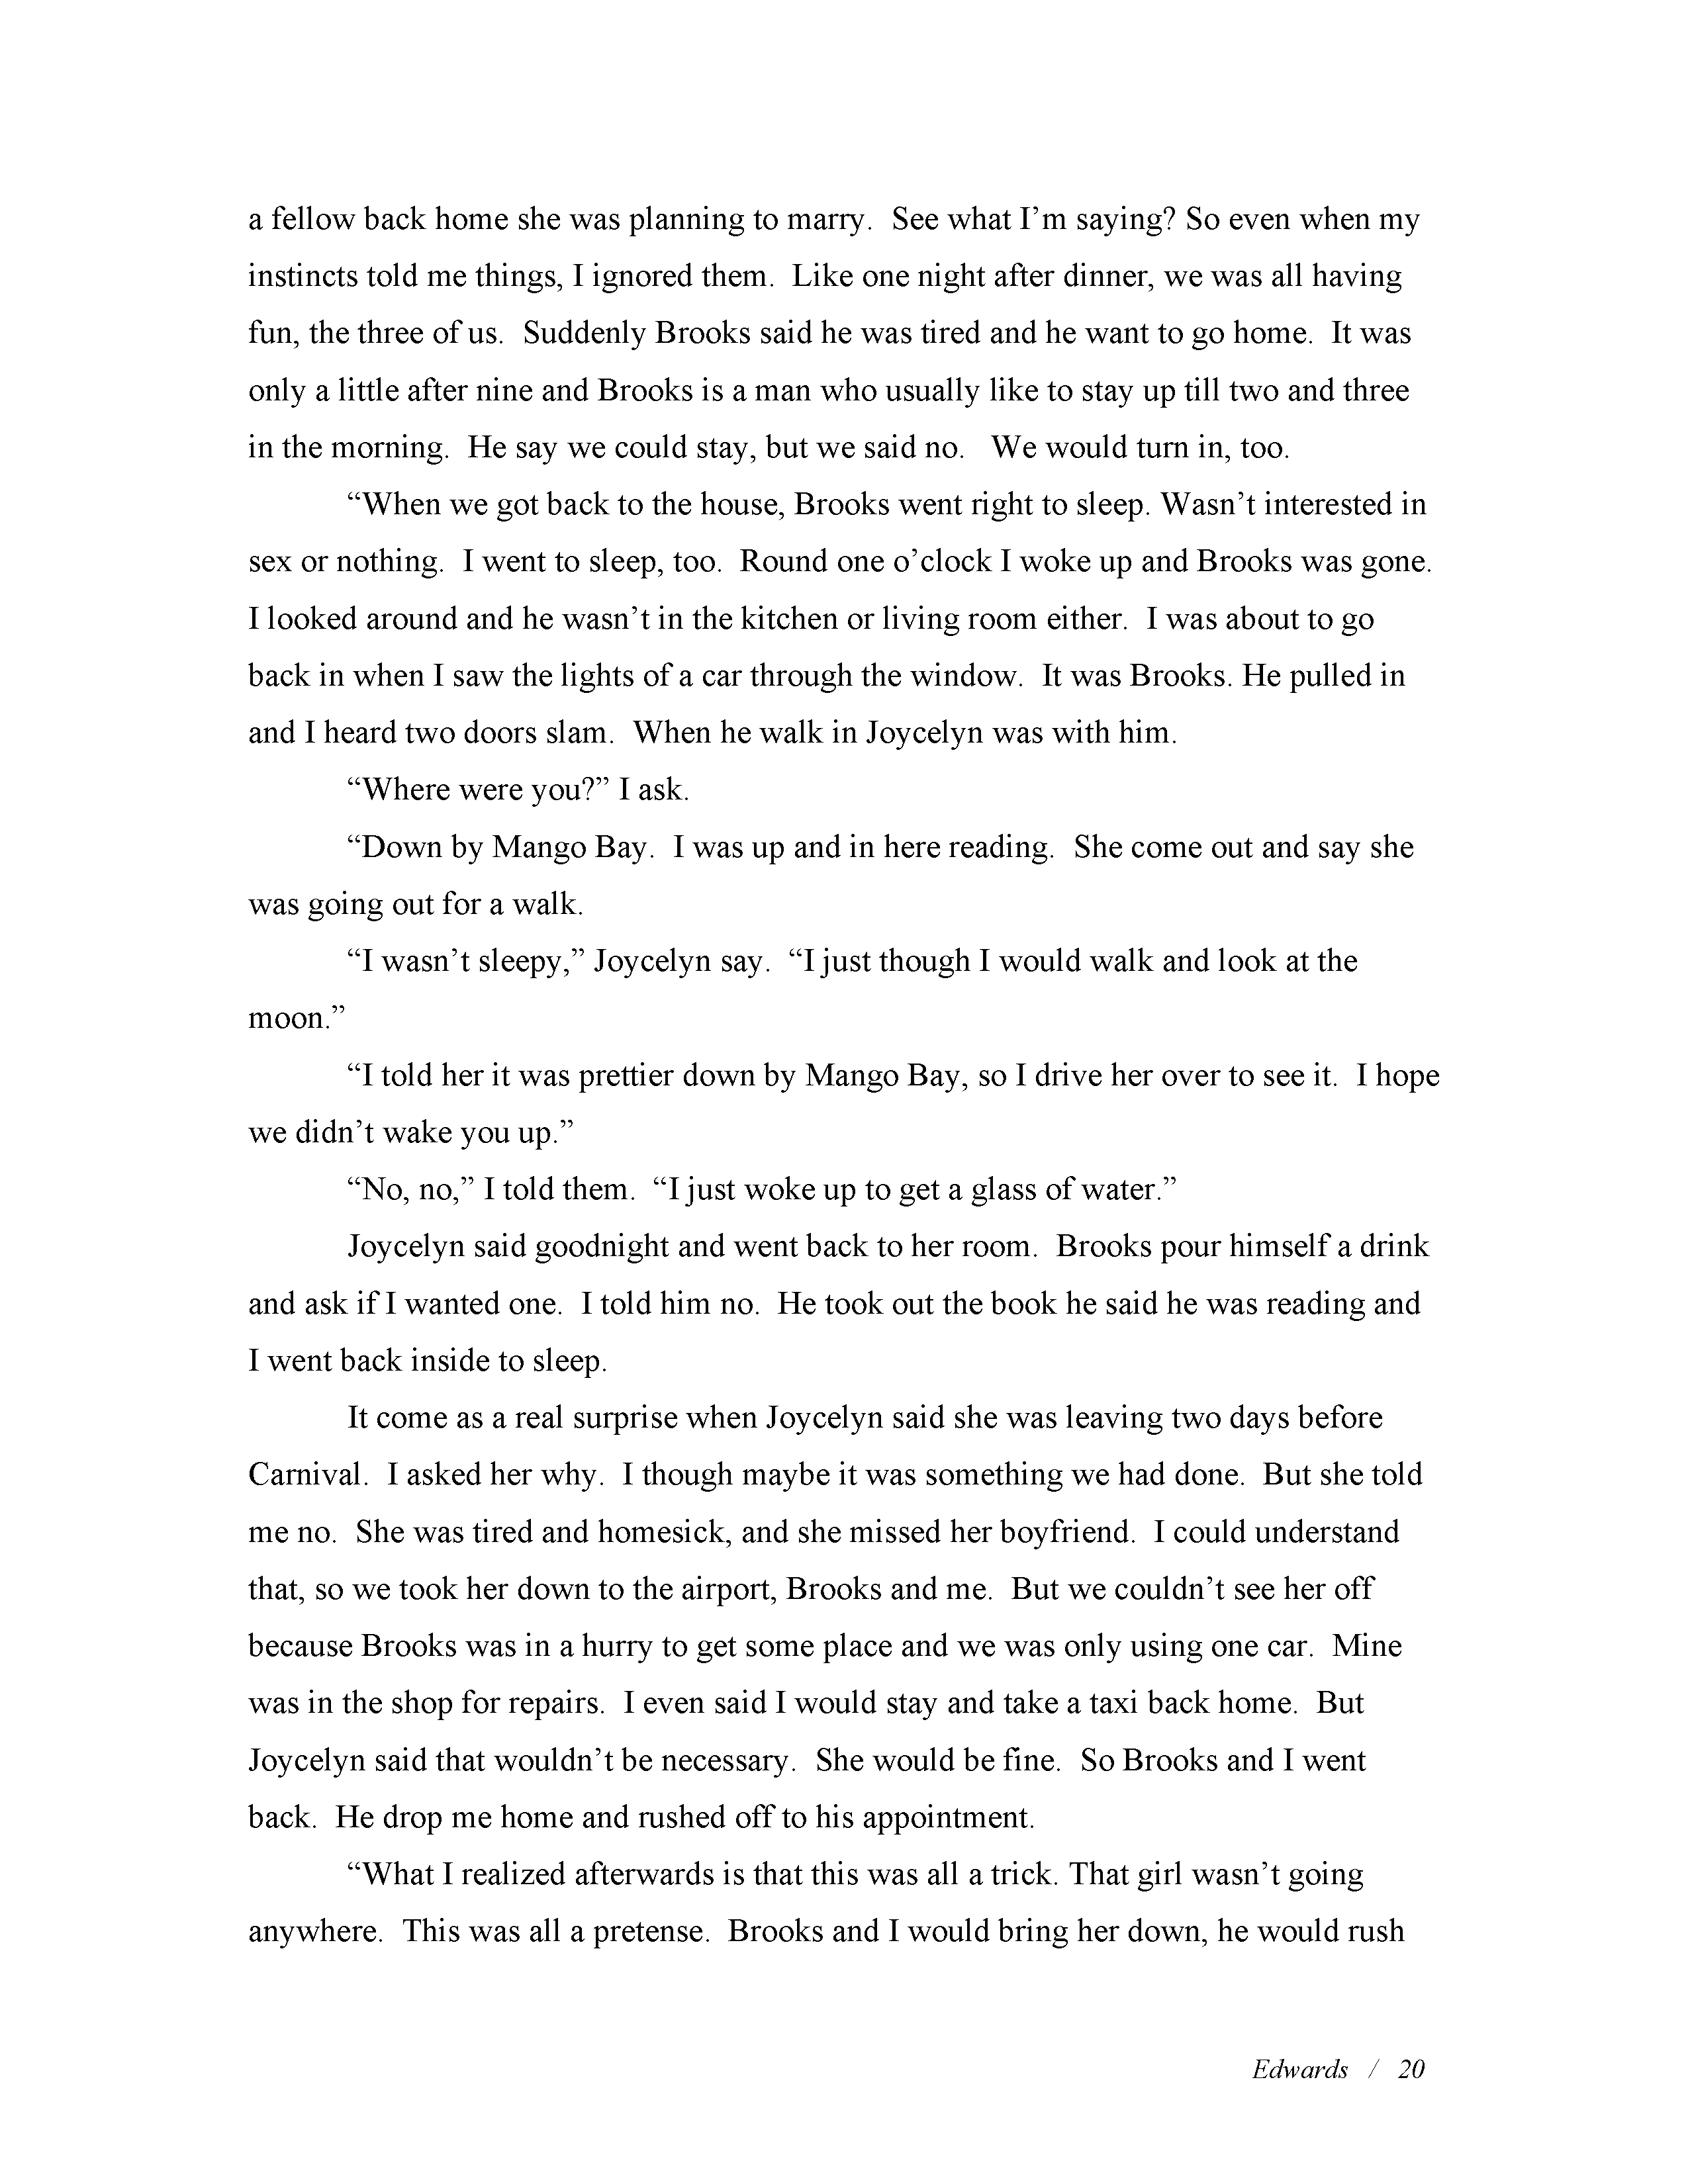 a fellow back home she was planning to marry.  See what I’m saying? So even when my
instincts told me things, I ignored them.  Like one night after dinner, we was all having
fun, the three of us.  Suddenly Brooks said he was tired and he want to go home.  It was
only a little after nine and Brooks is a man who usually like to stay up till two and three
in the morning.  He say we could stay, but we said no.   We would turn in, too.
“When we got back to the house, Brooks went right to sleep. Wasn’t interested in
sex or nothing.  I went to sleep, too.  Round one o’clock I woke up and Brooks was gone.
I looked around and he wasn’t in the kitchen or living room either.  I was about to go
back in when I saw the lights of a car through the window.  It was Brooks. He pulled in
and I heard two doors slam.  When he walk in Joycelyn was with him.
“Where were you?” I ask.
“Down by Mango Bay.  I was up and in here reading.  She come out and say she
was going out for a walk.
“I wasn’t sleepy,” Joycelyn say.  “I just though I would walk and look at the
moon.”
“I told her it was prettier down by Mango Bay, so I drive her over to see it.  I hope
we didn’t wake you up.”
“No, no,” I told them.  “I just woke up to get a glass of water.”
Joycelyn said goodnight and went back to her room.  Brooks pour himself a drink
and ask if I wanted one.  I told him no.  He took out the book he said he was reading and
I went back inside to sleep.
It come as a real surprise when Joycelyn said she was leaving two days before
Carnival.  I asked her why.  I though maybe it was something we had done.  But she told
me no.  She was tired and homesick, and she missed her boyfriend.  I could understand
that, so we took her down to the airport, Brooks and me.  But we couldn’t see her off
because Brooks was in a hurry to get some place and we was only using one car.  Mine
was in the shop for repairs.  I even said I would stay and take a taxi back home.  But
Joycelyn said that wouldn’t be necessary.  She would be fine.  So Brooks and I went
back.  He drop me home and rushed off to his appointment.
“What I realized afterwards is that this was all a trick. That girl wasn’t going
anywhere.  This was all a pretense.  Brooks and I would bring her down, he would rush
Edwards / 20